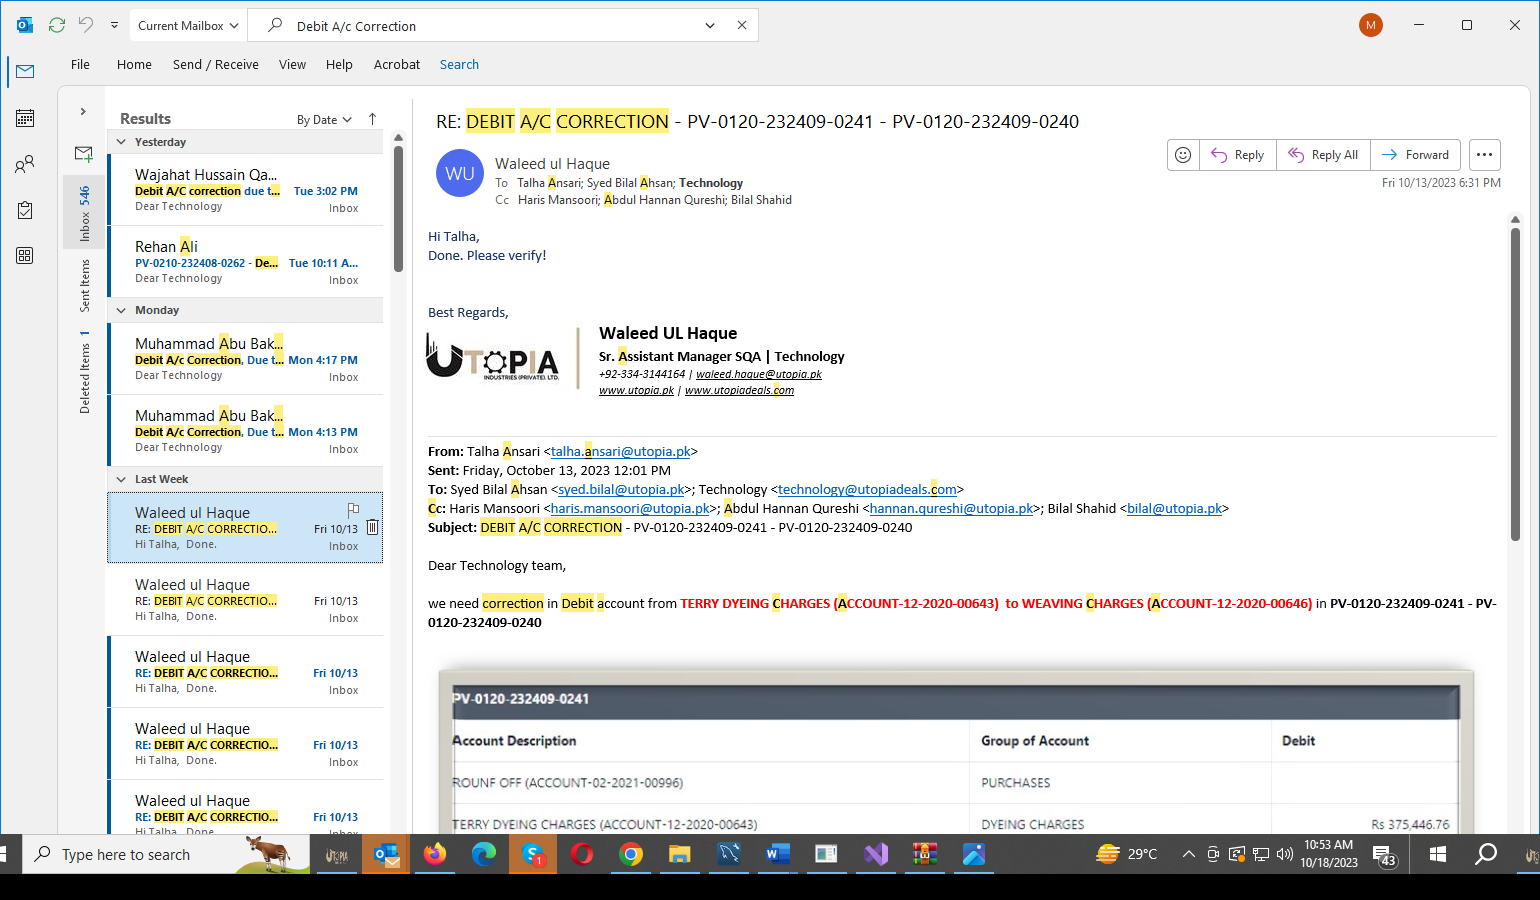 Current Mailbox
Debit A/c Correction
M
File Home Send / Receive View Help Acrobat Search
Results By Date
Inbox 546
Sent Items
Deleted Items 1
Yesterday
Wajahat Hussain Qa...
Debit A/C correction due t... Tue 3:02 PM
Dear Technology Inbox
Rehan Ali
PV-0210-232408-0262 - De... Tue 10:11 A...
Dear Technology Inbox
Monday
Muhammad Abu Bak...
Debit A/c Correction, Due t... Mon 4:17 PM
Dear Technology Inbox
Muhammad Abu Bak...
Debit A/c Correction, Due t... Mon 4:13 PM
Dear Technology Inbox
Last Week
Waleed ul Haque
RE: DEBIT A/C CORRECTIO... Fri 10/13
Hi Talha, Done. Inbox
Waleed ul Haque
RE: DEBIT A/C CORRECTIO... Fri 10/13
Hi Talha, Done. Inbox
Waleed ul Haque
RE: DEBIT A/C CORRECTIO... Fri 10/13
Hi Talha, Done. Inbox
Waleed ul Haque
RE: DEBIT A/C CORRECTIO... Fri 10/13
Hi Talha, Done. Inbox
Waleed ul Haque
RE: DEBIT A/C CORRECTIO... Fri 10/13
Hi Talha, Done. Inbox
RE: DEBIT A/C CORRECTION - PV-0120-232409-0241 - PV-0120-232409-0240
WU
Waleed ul Haque
To Talha Ansari; Syed Bilal Ahsan; Technology
Cc Haris Mansoori; Abdul Hannan Qureshi; Bilal Shahid
Reply Reply All Forward
Fri 10/13/2023 6:31 PM
Hi Talha,
Done. Please verify!
Best Regards,
UTOPIA
INDUSTRIES (PRIVATE). LTD.
Waleed UL Haque
Sr. Assistant Manager SQA | Technology
+92-334-3144164 | waleed.haque@utopia.pk
www.utopia.pk | www.utopiadeals.com
From: Talha Ansari <talha.ansari@utopia.pk>
Sent: Friday, October 13, 2023 12:01 PM
To: Syed Bilal Ahsan <syed.bilal@utopia.pk>; Technology <technology@utopiadeals.com>
Cc: Haris Mansoori <haris.mansoori@utopia.pk>; Abdul Hannan Qureshi <hannan.qureshi@utopia.pk>; Bilal Shahid <bilal@utopia.pk>
Subject: DEBIT A/C CORRECTION - PV-0120-232409-0241 - PV-0120-232409-0240
Dear Technology team,
we need correction in Debit account from TERRY DYEING CHARGES (ACCOUNT-12-2020-00643) to WEAVING CHARGES (ACCOUNT-12-2020-00646) in PV-0120-232409-0241 - PV-
0120-232409-0240
PV-0120-232409-0241
Account Description Group of Account Debit
ROUNF OFF (ACCOUNT-02-2021-00996) PURCHASES
TERRY DYEING CHARGES (ACCOUNT-12-2020-00643) DYEING CHARGES Rs 375,446.76
Type here to search
UTOPIA
1
29°C
10:53 AM
10/18/2023
43